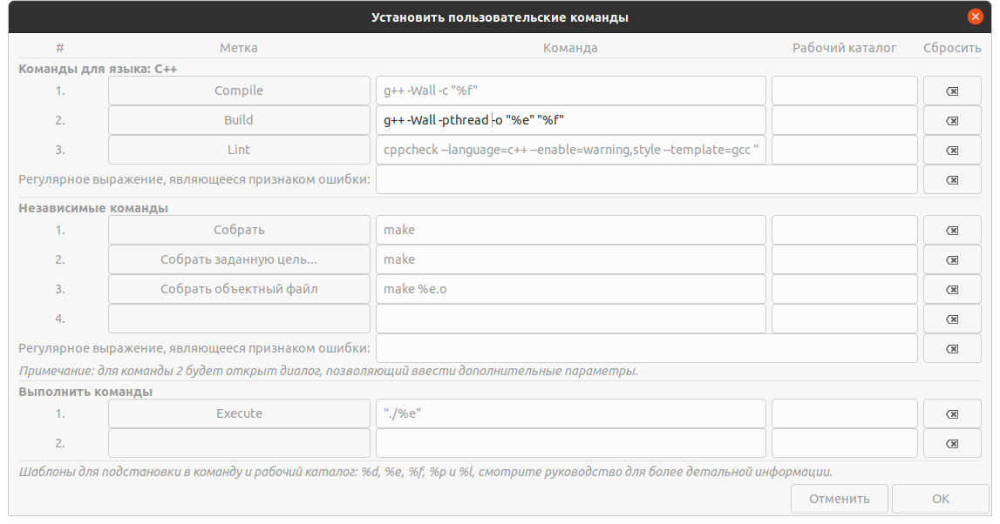 Установить пользовательские команды
# Метка Команда Рабочий каталог Сбросить
Команды для языка: C++
1. Compile g++ -Wall -c "%f"
2. Build g++ -Wall -pthread -o "%e" "%f"
3. Lint cppcheck --language=c++ --enable=warning,style --template=gcc "
Регулярное выражение, являющееся признаком ошибки:
Независимые команды
1. Собрать make
2. Собрать заданную цель... make
3. Собрать объектный файл make %e.o
4.
Регулярное выражение, являющееся признаком ошибки:
Примечание: для команды 2 будет открыт диалог, позволяющий ввести дополнительные параметры.
Выполнить команды
1. Execute "./%e"
2.
Шаблоны для подстановки в команду и рабочий каталог: %d, %e, %f, %p и %l, смотрите руководство для более детальной информации.
Отменить OK